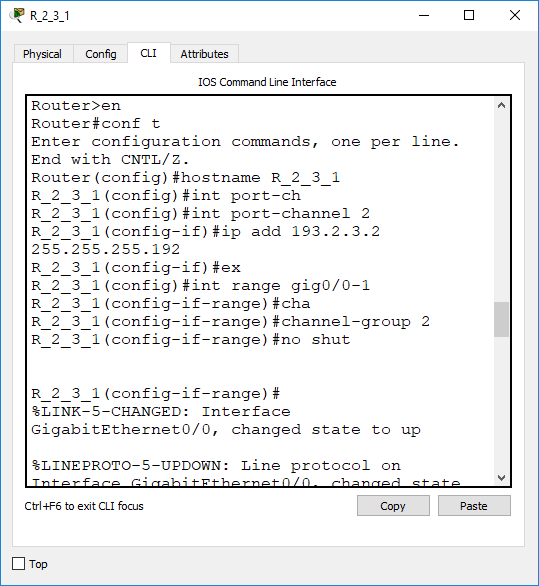 R_2_3_1
Physical
Config
CLI
Attributes
IOS Command Line Interface
Router>en
Router#conf t
Enter configuration commands, one per line.
End with CNTL/Z.
Router(config)#hostname R_2_3_1
R_2_3_1(config)#int port-ch
R_2_3_1(config)#int port-channel 2
R_2_3_1(config-if)#ip add 193.2.3.2
255.255.255.192
R_2_3_1(config-if)#ex
R_2_3_1(config)#int range gig0/0-1
R_2_3_1(config-if-range)#cha
R_2_3_1(config-if-range)#channel-group 2
R_2_3_1(config-if-range)#no shut
R_2_3_1(config-if-range)#
%LINK-5-CHANGED: Interface
GigabitEthernet0/0, changed state to up
%LINEPROTO-5-UPDOWN: Line protocol on
Interface GigabitEthernet0/0, changed state
Ctrl+F6 to exit CLI focus
Copy
Paste
Top